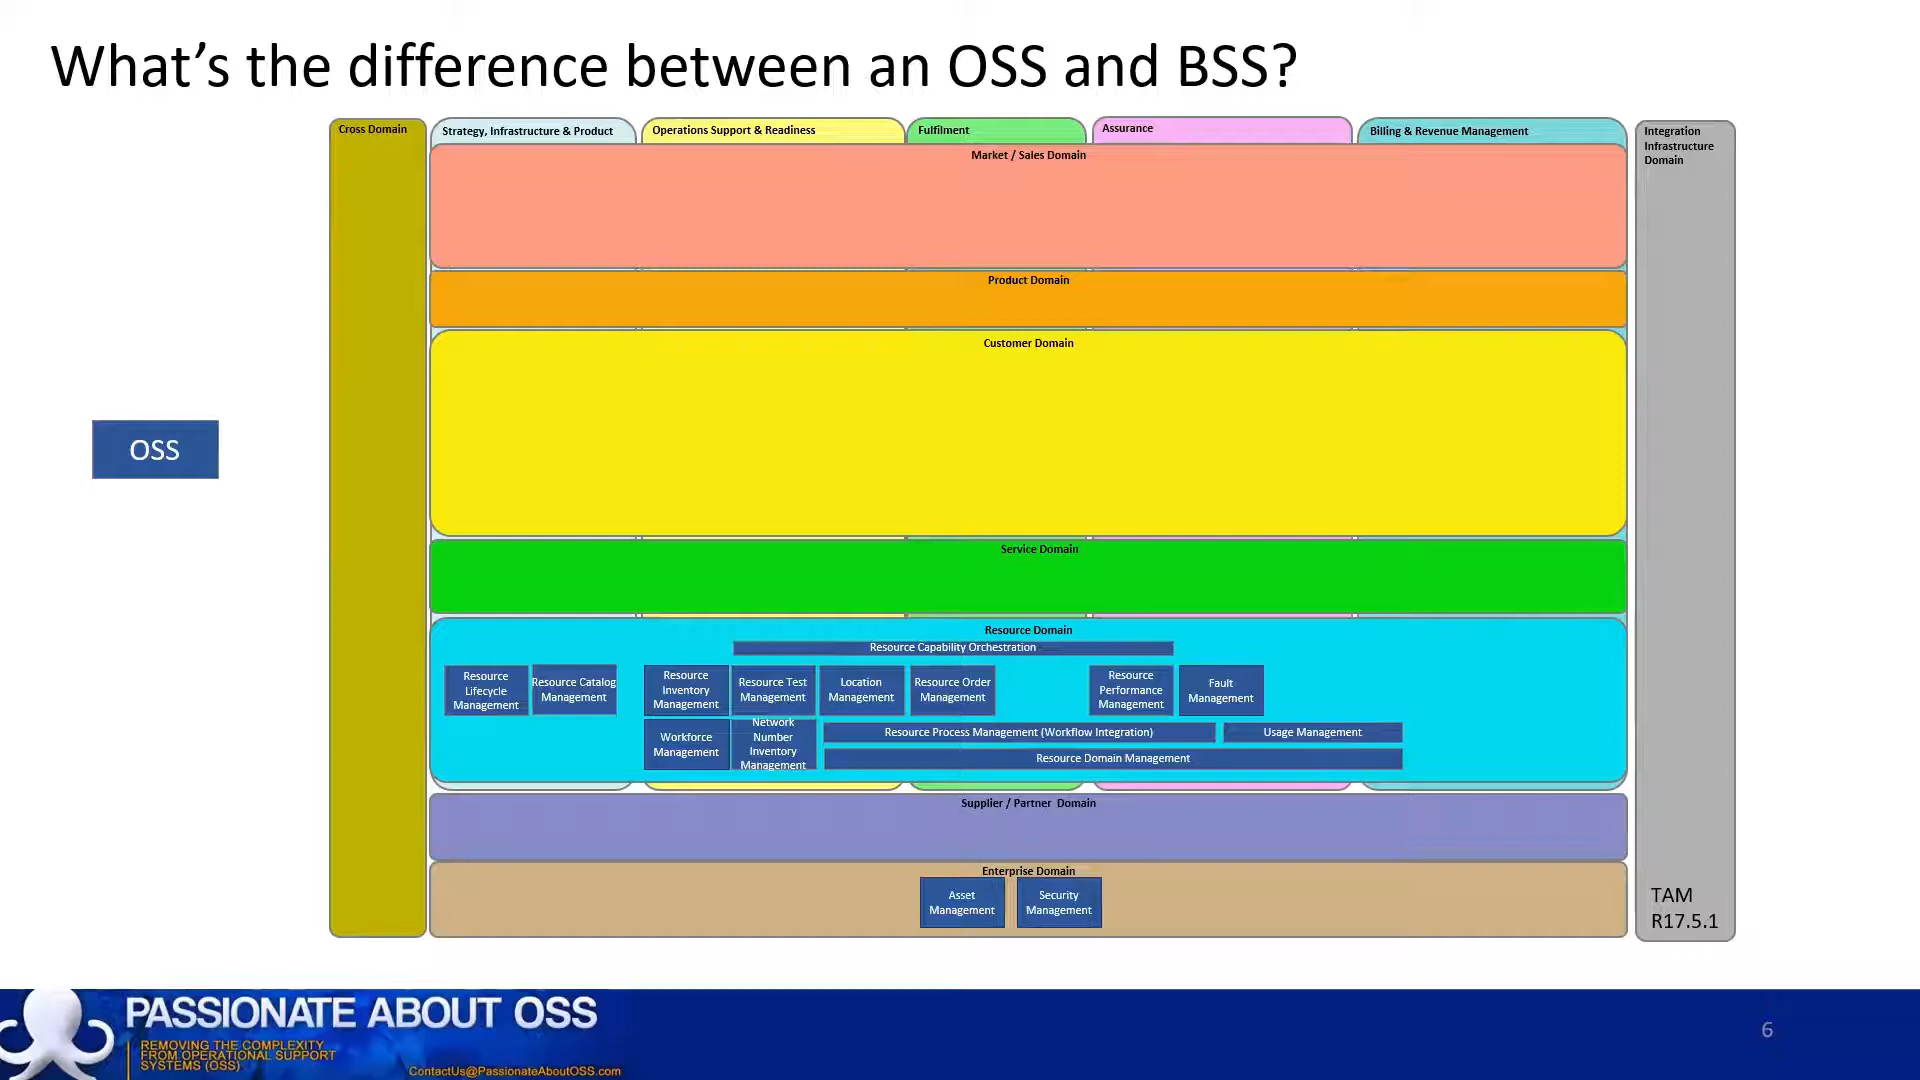 What's the difference between an OSS and BSS?
Cross Domain
Strategy, Infrastructure & Product
Operations Support & Readiness
Fulfilment
Assurance
Billing & Revenue Management
Integration
Infrastructure
Domain
Market / Sales Domain
Product Domain
Customer Domain
OSS
Service Domain
Resource Domain
Resource Capability Orchestration
Resource
Lifecycle
Management
Resource Catalog
Management
Resource
Inventory
Management
Resource Test
Management
Location
Management
Resource Order
Management
Resource
Performance
Management
Fault
Management
Workforce
Management
Network
Number
Inventory
Management
Resource Process Management (Workflow Integration)
Usage Management
Resource Domain Management
Supplier / Partner Domain
Enterprise Domain
Asset
Management
Security
Management
TAM
R17.5.1
PASSIONATE ABOUT OSS
REMOVING THE COMPLEXITY
FROM OPERATIONAL SUPPORT
SYSTEMS (OSS)
ContactUs@PassionateAboutOSS.com
6